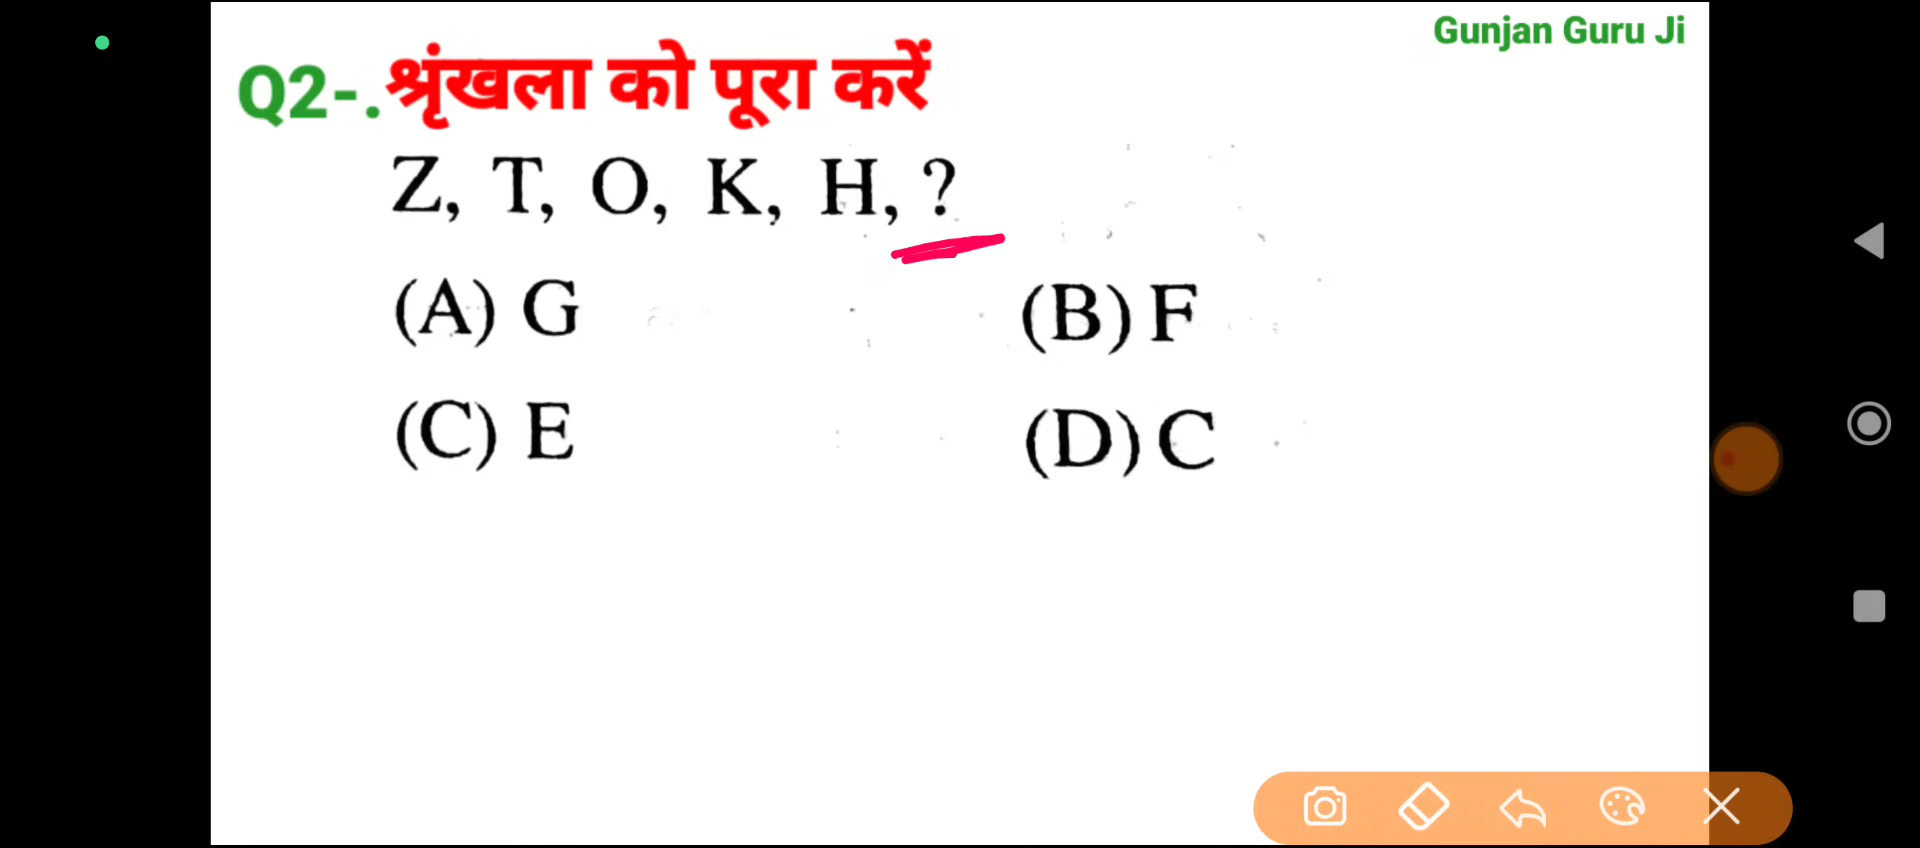 Gunjan Guru Ji
Q2-.श्रृंखला को पूरा करें
Z, T, O, K, H, ?
(A) G (B) F
(C) E (D) C